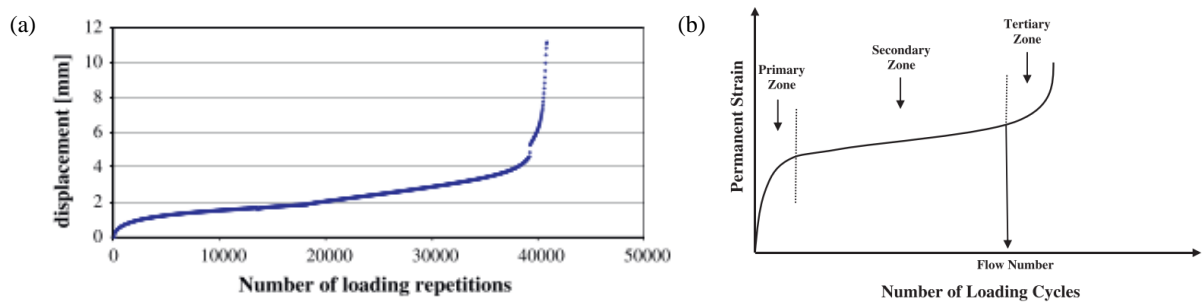 (a)
displacement [mm]
12
10
8
6
4
2
0
0 10000 20000 30000 40000 50000
Number of loading repetitions
(b)
Permanent Strain
Primary
Zone
Secondary
Zone
Tertiary
Zone
Flow Number
Number of Loading Cycles